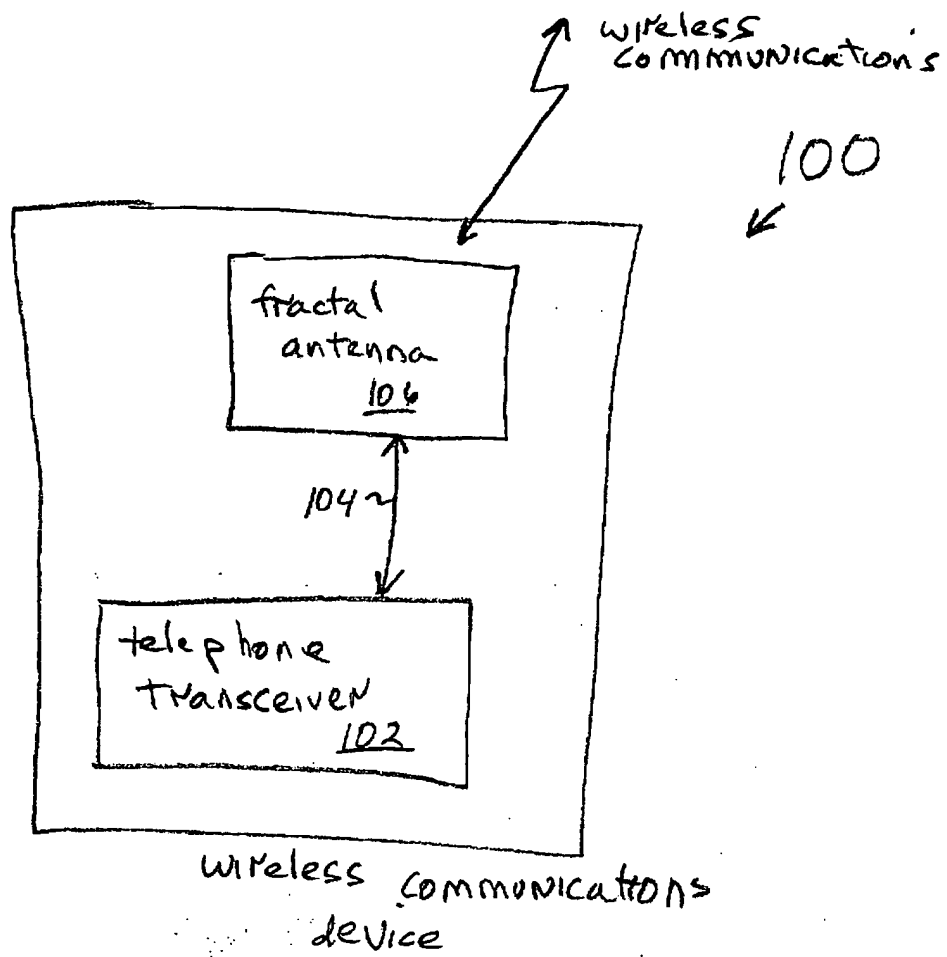 wireless
communications
100
fractal
antenna
106
104
telephone
transceiver
102
wireless communications
device